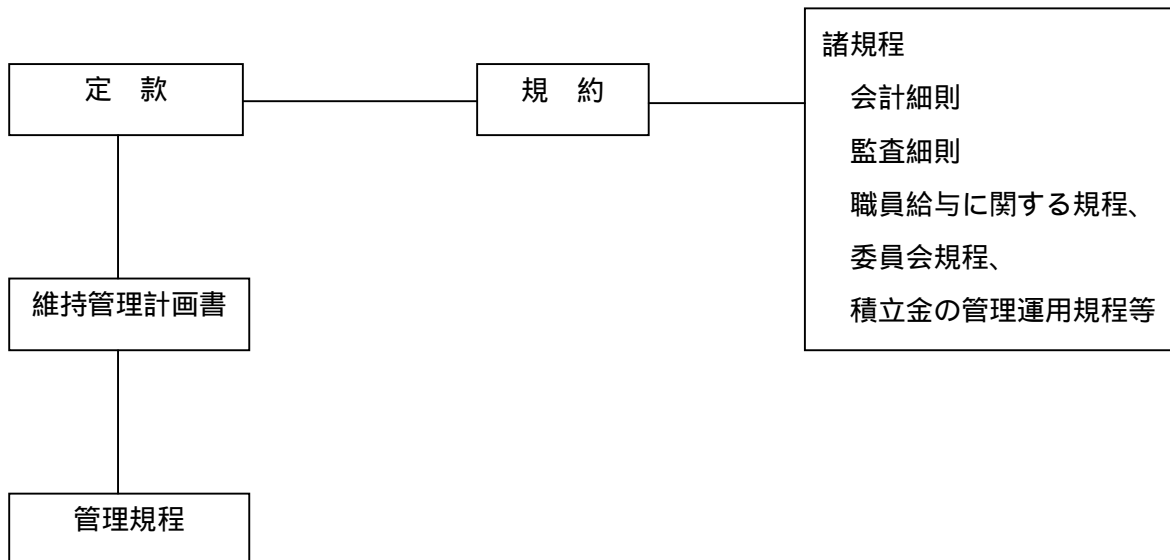 定　款
規　約
諸規程
会計細則
監査細則
職員給与に関する規程、
委員会規程、
積立金の管理運用規程等
維持管理計画書
管理規程